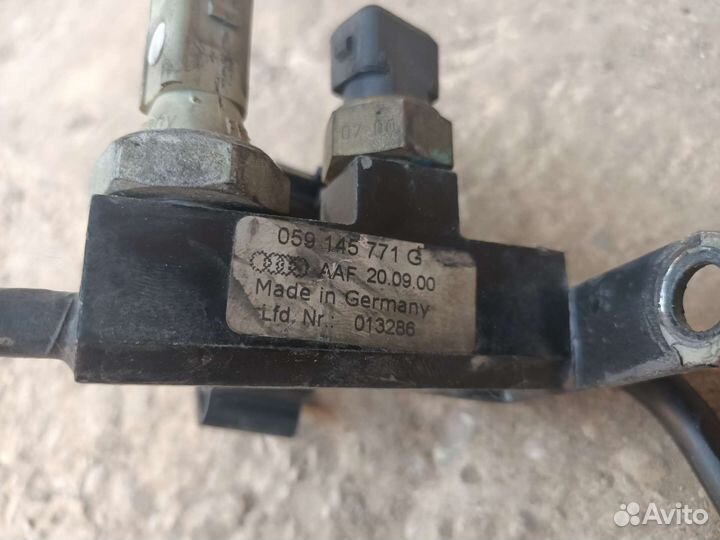 07-00
059 145 771 G
AAF 20.09.00
Made in Germany
Lfd. Nr.: 013286
Avito